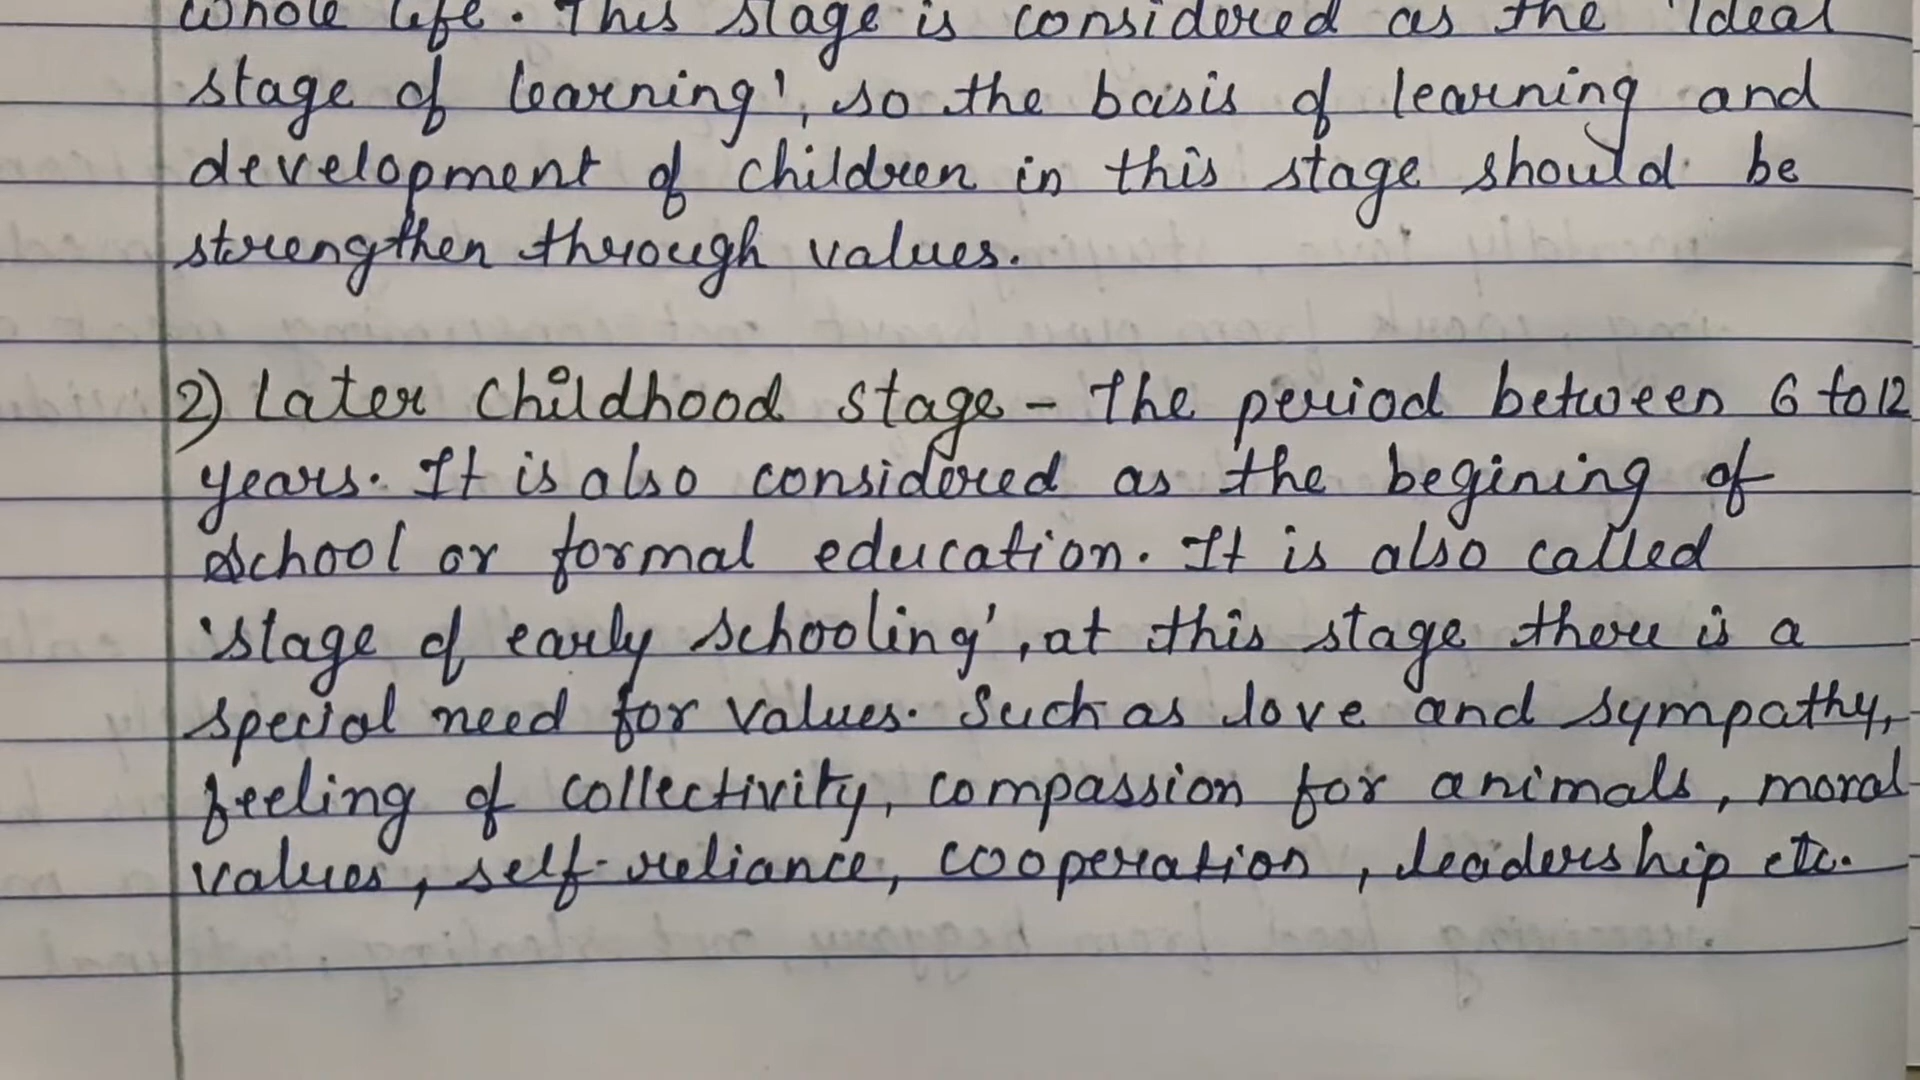 whole life. This stage is considered as the 'Ideal
stage of learning', so the basis of learning and
development of children in this stage should be
strengthen through values.
2) Later Childhood stage - The period between 6 to 12
years. It is also considered as the begining of
school or formal education. It is also called
'stage of early schooling', at this stage there is a
special need for values. Such as love and sympathy,
feeling of collectivity, compassion for animals, moral
values, self-reliance, cooperation, leadership etc.